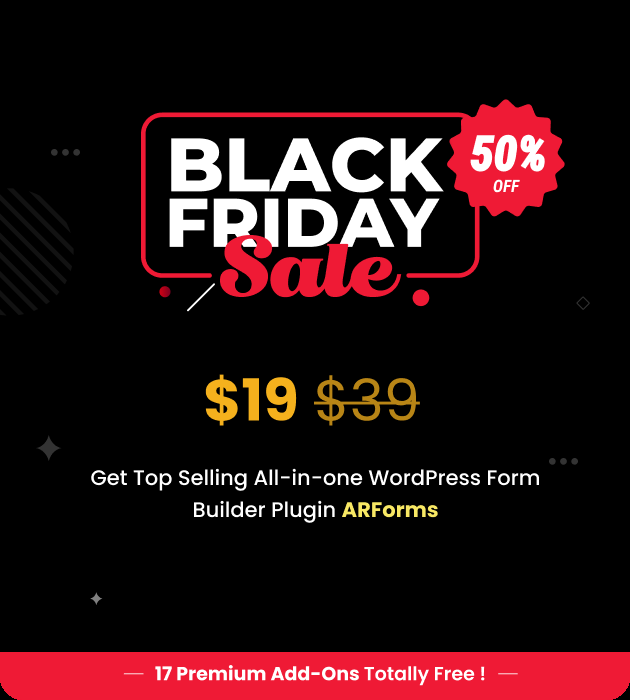 BLACK
FRIDAY
Sale
50%
OFF
$19 $39
Get Top Selling All-in-one WordPress Form
Builder Plugin ARForms
17 Premium Add-Ons Totally Free !